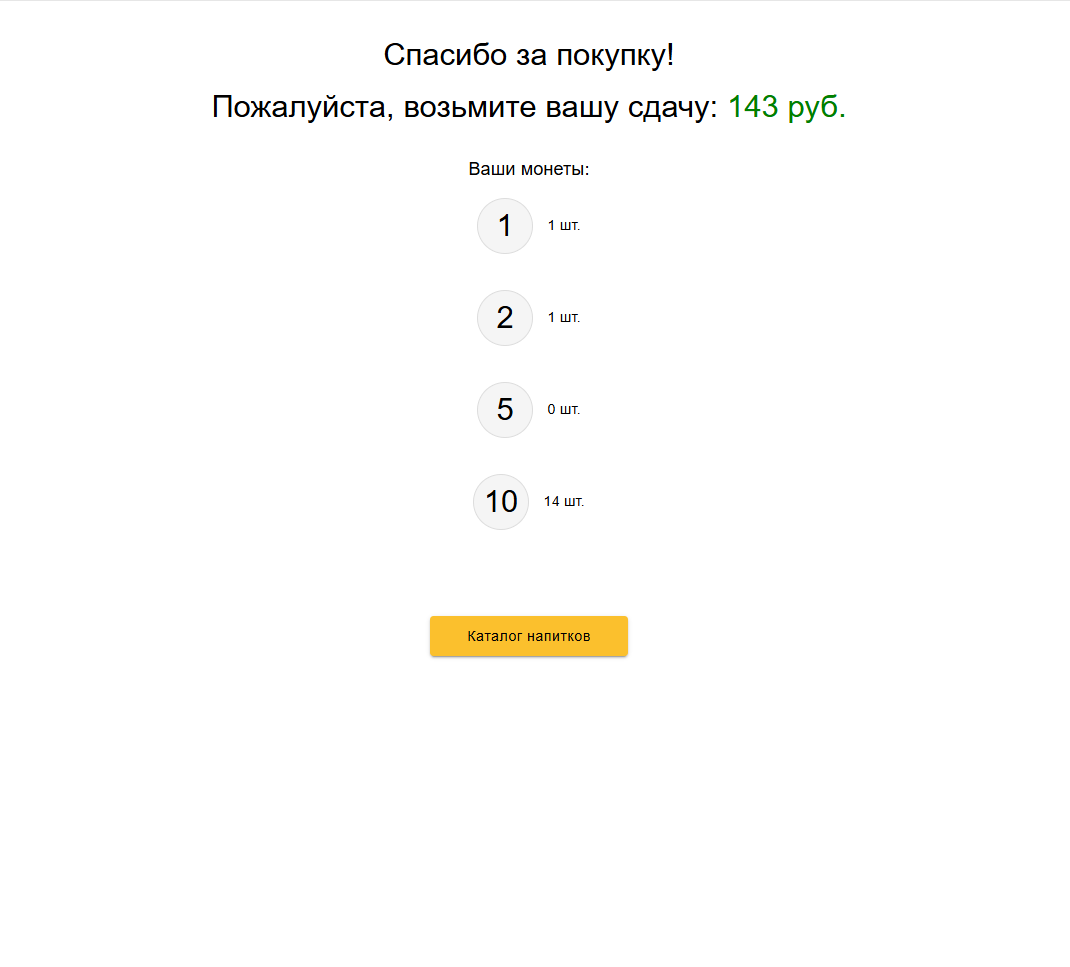 Спасибо за покупку!
Пожалуйста, возьмите вашу сдачу: 143 руб.
Ваши монеты:
1 1 шт.
2 1 шт.
5 0 шт.
10 14 шт.
Каталог напитков